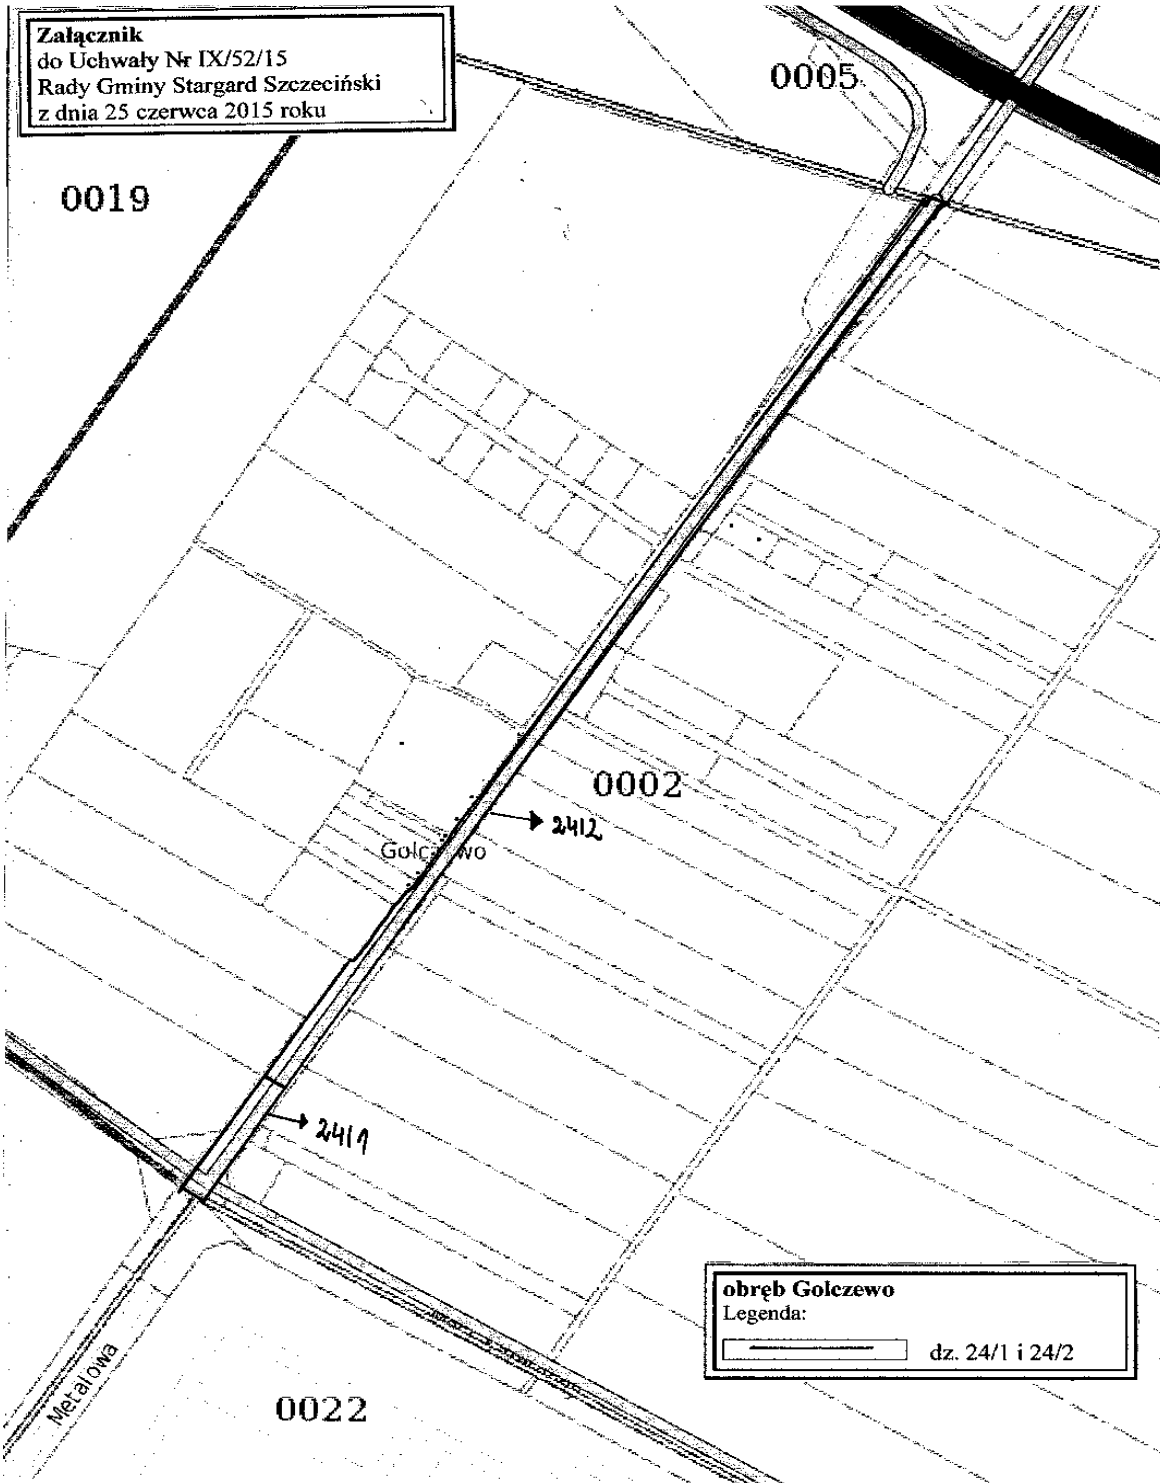 Załącznik
do Uchwały Nr IX/52/15
Rady Gminy Stargard Szczeciński
z dnia 25 czerwca 2015 roku
0005
0019
0002
24/2
24/1
obręb Golczewo
Legenda:
dz. 24/1 i 24/2
Metalowa
0022